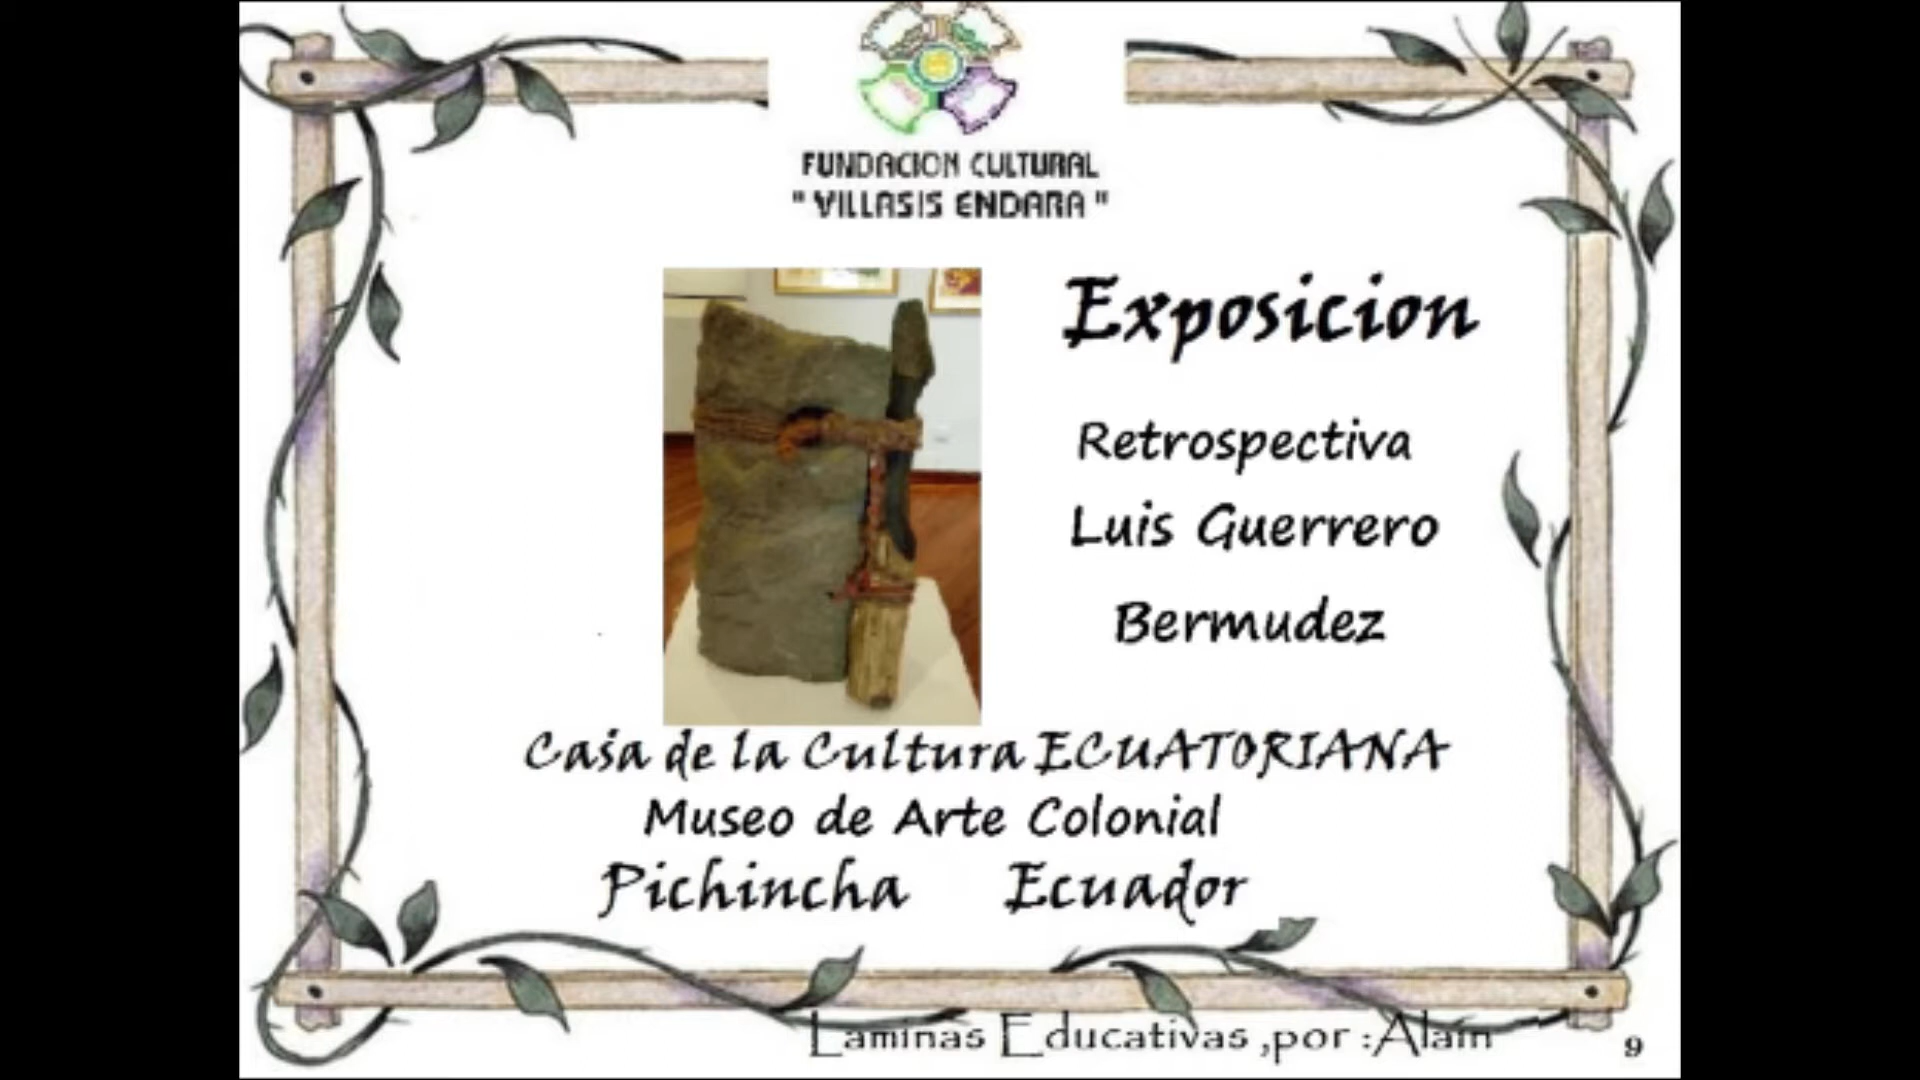 FUNDACION CULTURAL
" VILLASIS ENDARA "
Exposicion
Retrospectiva
Luis Guerrero
Bermudez
Casa de la Cultura ECUATORIANA
Museo de Arte Colonial
Pichincha Ecuador
Laminas Educativas ,por :Alain
9